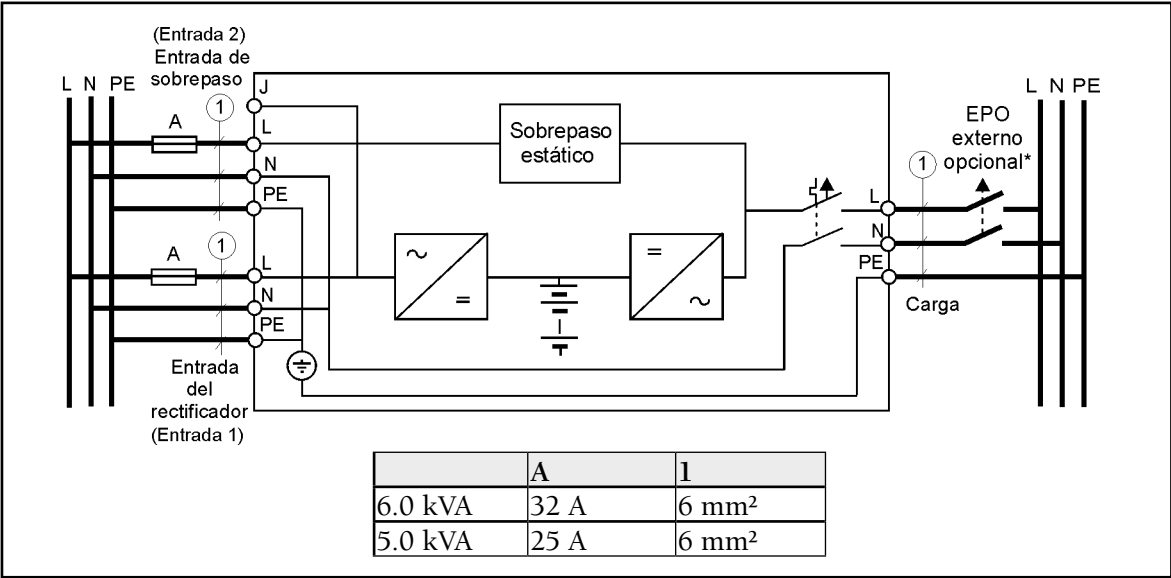 (Entrada 2)
Entrada de
sobrepaso
L N PE
A
1
J
L
N
PE
Sobrepaso
estático
L N PE
EPO
externo
opcional*
1
L
N
PE
Carga
A
1
L
N
PE
~
=
=
~
Entrada
del
rectificador
(Entrada 1)
A 1
6.0 kVA 32 A 6 mm²
5.0 kVA 25 A 6 mm²